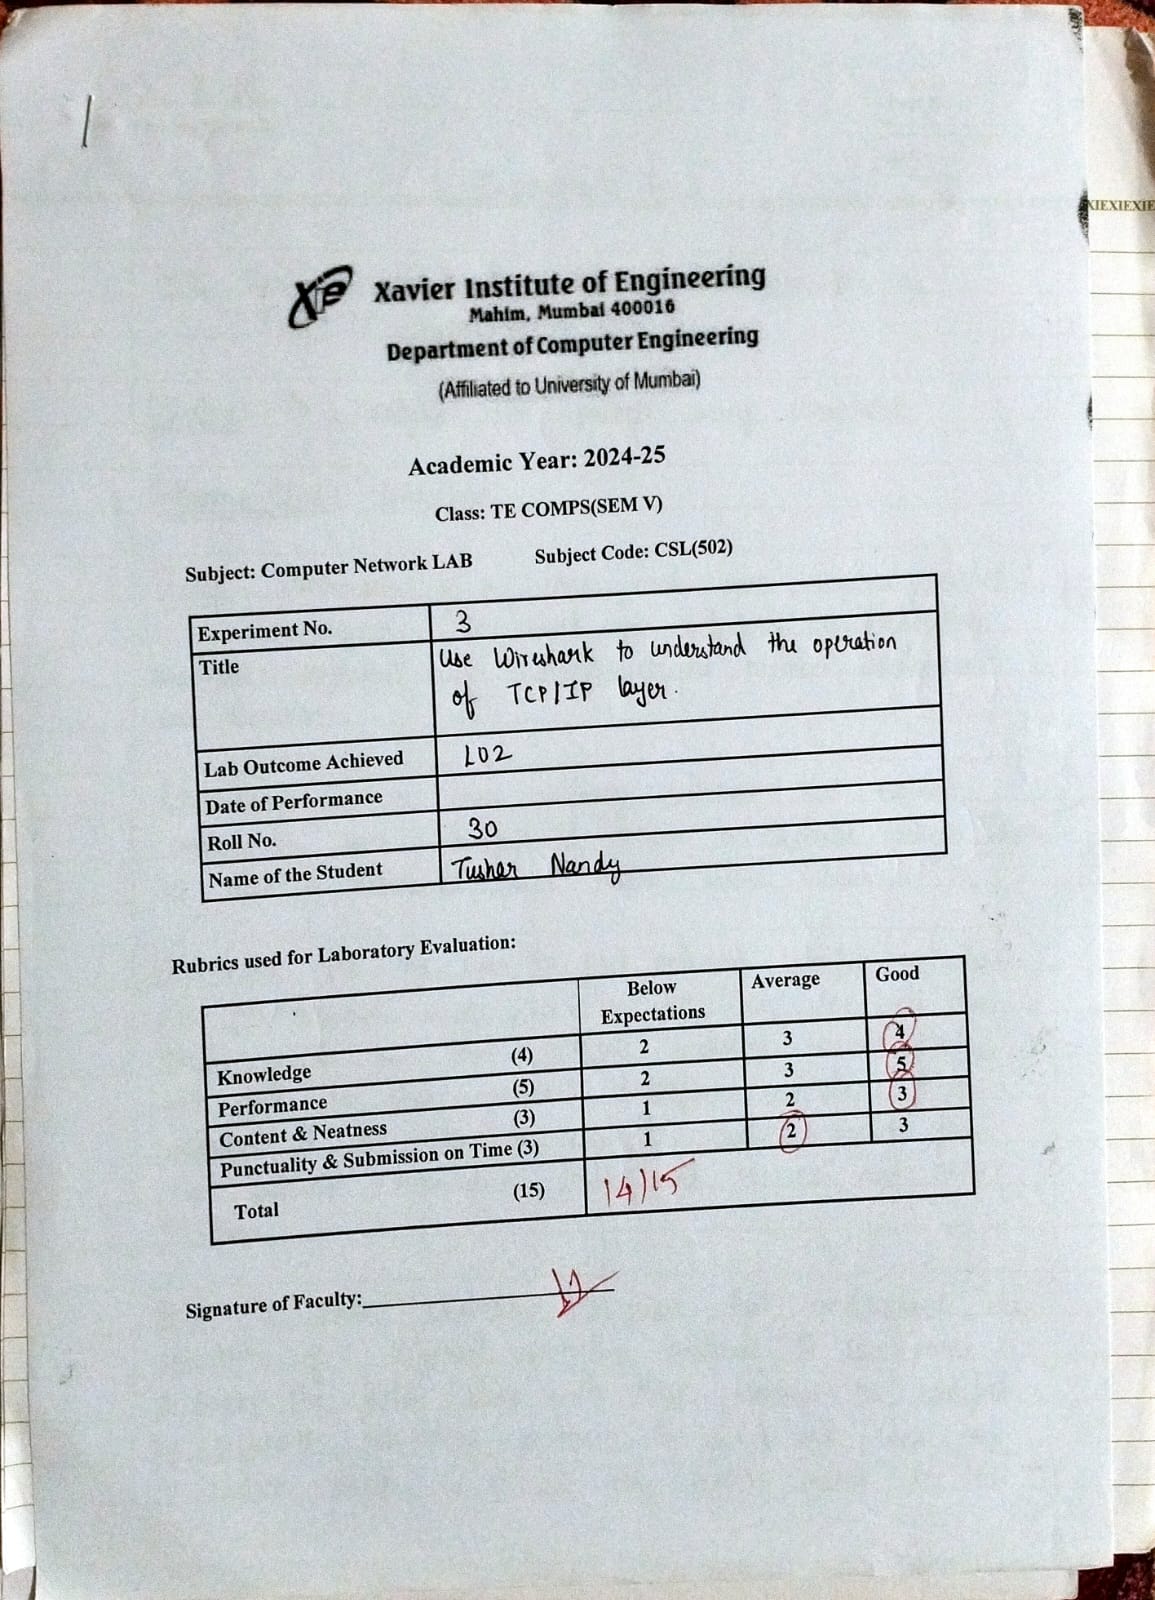 XIEXIEXIE
Xie Xavier Institute of Engineering
Mahim, Mumbai 400016
Department of Computer Engineering
(Affiliated to University of Mumbai)
Academic Year: 2024-25
Class: TE COMPS(SEM V)
Subject: Computer Network LAB Subject Code: CSL(502)
Experiment No. 3
Title Use Wireshark to understand the operation
of TCP/IP layer.
Lab Outcome Achieved LO2
Date of Performance
Roll No. 30
Name of the Student Tushar Nandy
Rubrics used for Laboratory Evaluation:
Below Expectations Average Good
Knowledge (4) 2 3 4
Performance (5) 2 3 5
Content & Neatness (3) 1 2 3
Punctuality & Submission on Time (3) 1 2 3
Total (15) 14/15
Signature of Faculty: